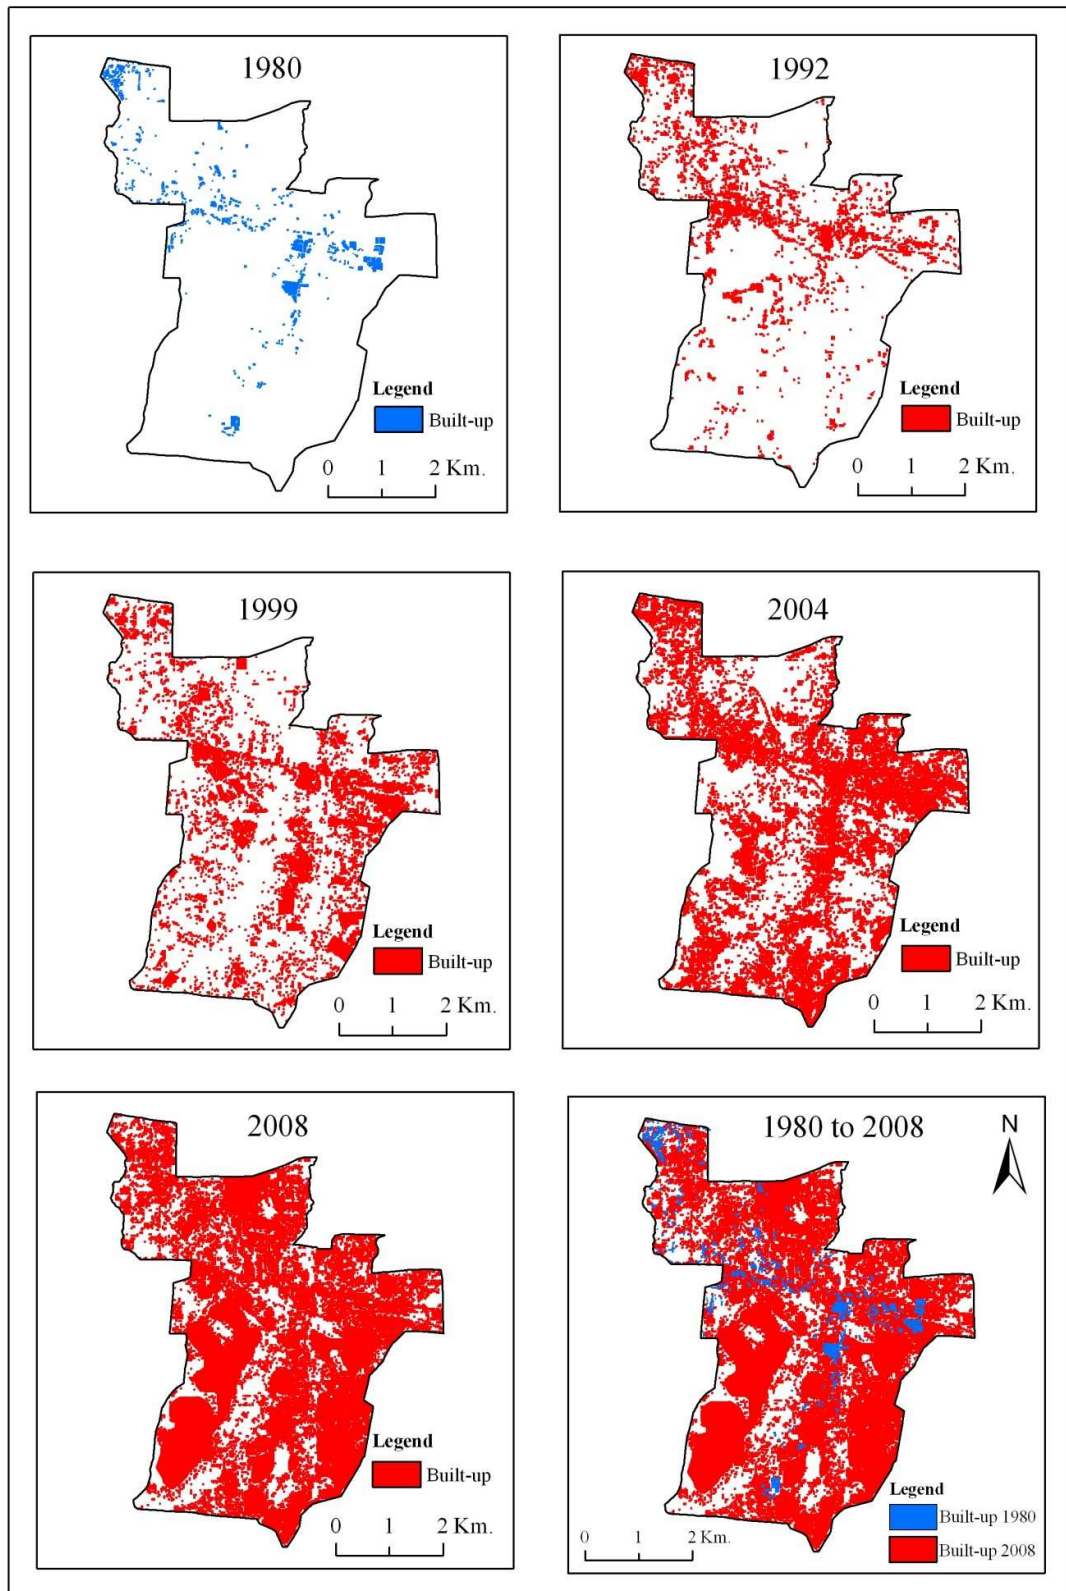 1980
Legend
Built-up
0 1 2 Km.
1992
Legend
Built-up
0 1 2 Km.
1999
Legend
Built-up
0 1 2 Km.
2004
Legend
Built-up
0 1 2 Km.
2008
Legend
Built-up
0 1 2 Km.
1980 to 2008
N
Legend
Built-up 1980
Built-up 2008
0 1 2 Km.